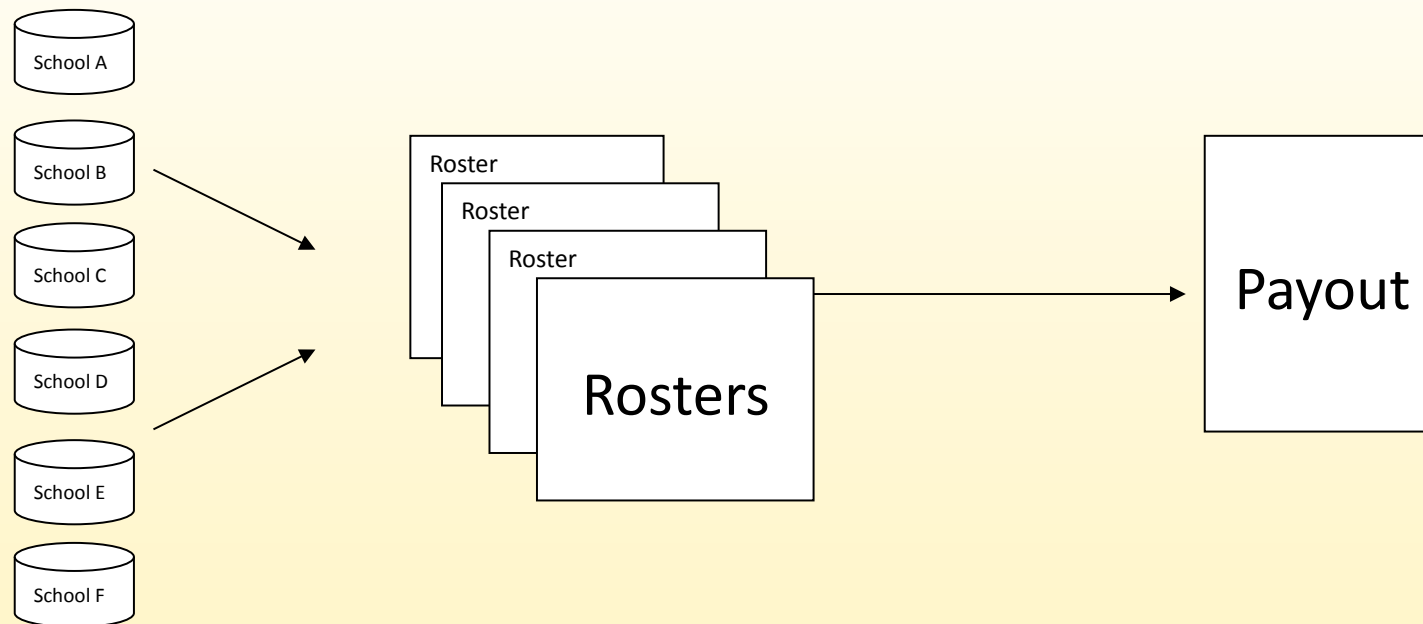 School A
School B
School C
School D
School E
School F
Roster
Roster
Roster
Rosters
Payout